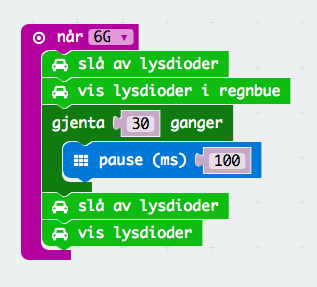 når 6G
slå av lysdioder
vis lysdioder i regnbue
gjenta 30 ganger
pause (ms) 100
slå av lysdioder
vis lysdioder